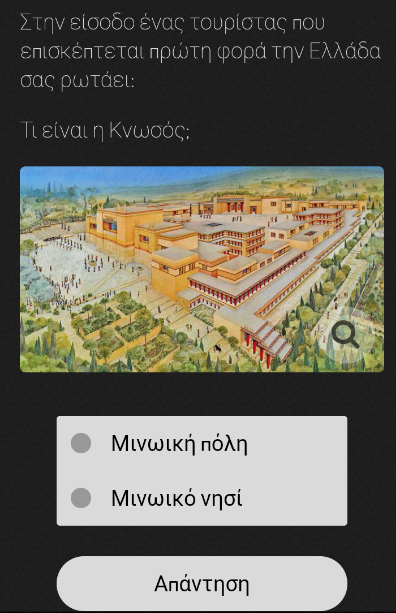 Στην είσοδο ένας τουρίστας που
επισκέπτεται πρώτη φορά την Ελλάδα
σας ρωτάει:
Τι είναι η Κνωσός;
Μινωική πόλη
Μινωικό νησί
Απάντηση